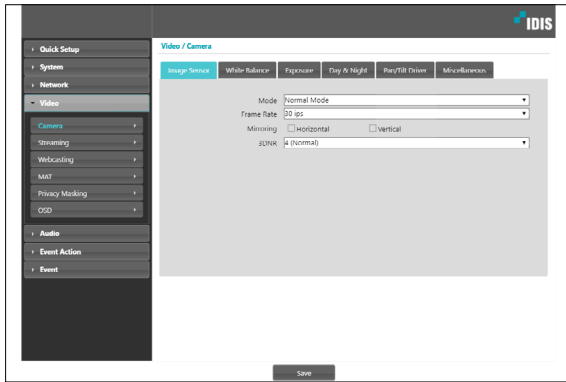 IDIS
Quick Setup
System
Network
Video
Camera
Streaming
Webcasting
MAT
Privacy Masking
OSD
Audio
Event Action
Event
Video / Camera
Image Sensor White Balance Exposure Day & Night Pan/Tilt Driver Miscellaneous
Mode Normal Mode
Frame Rate 30 ips
Mirroring Horizontal Vertical
3DNR 4 (Normal)
Save